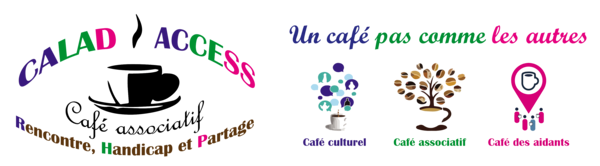 CALAD' ACCESS
Café associatif
Rencontre, Handicap et Partage
Un café pas comme les autres
Café culturel
Café associatif
Café des aidants